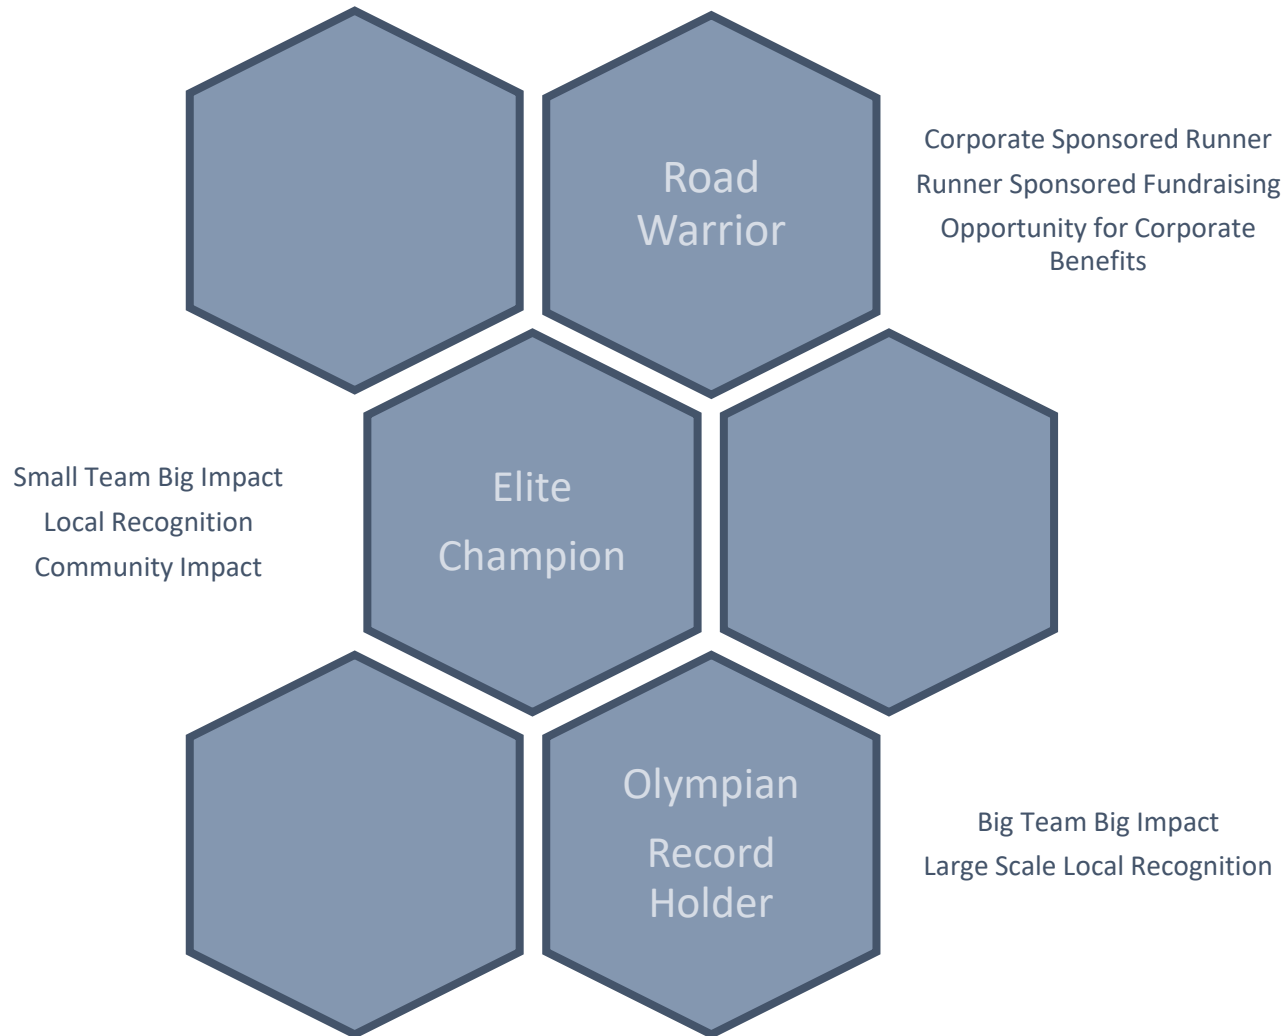 Road
Warrior
Corporate Sponsored Runner
Runner Sponsored Fundraising
Opportunity for Corporate
Benefits
Small Team Big Impact
Local Recognition
Community Impact
Elite
Champion
Olympian
Record
Holder
Big Team Big Impact
Large Scale Local Recognition